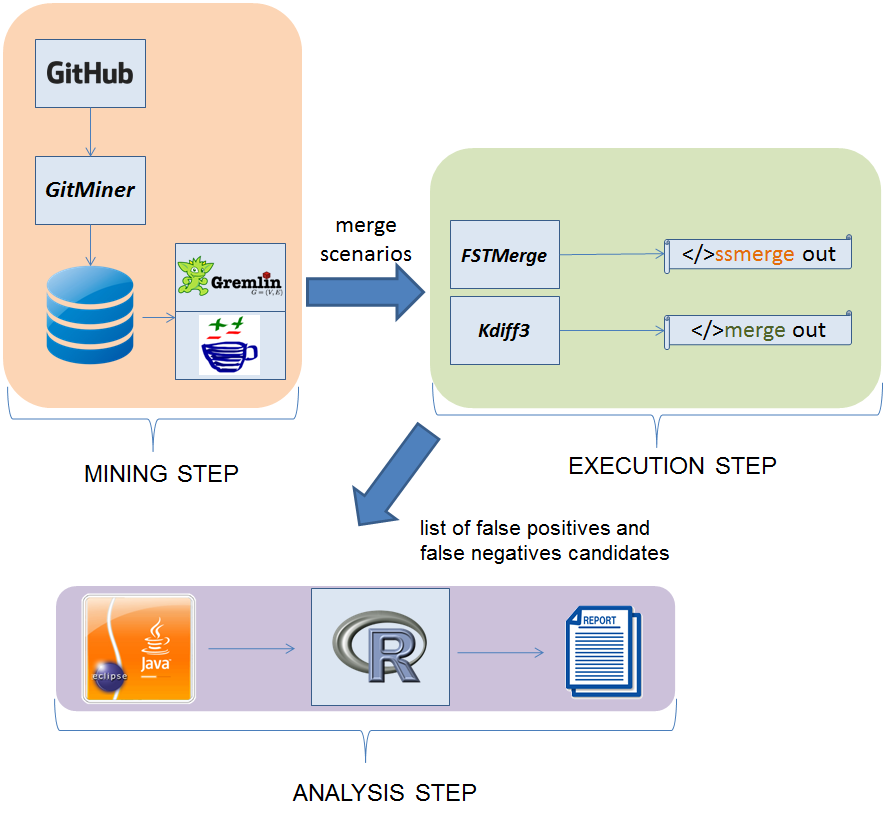 GitHub
GitMiner
Gremlin
G = (V, E)
MINING STEP
merge
scenarios
FSTMerge
</>ssmerge out
Kdiff3
</>merge out
EXECUTION STEP
list of false positives and
false negatives candidates
Java
eclipse
R
REPORT
ANALYSIS STEP